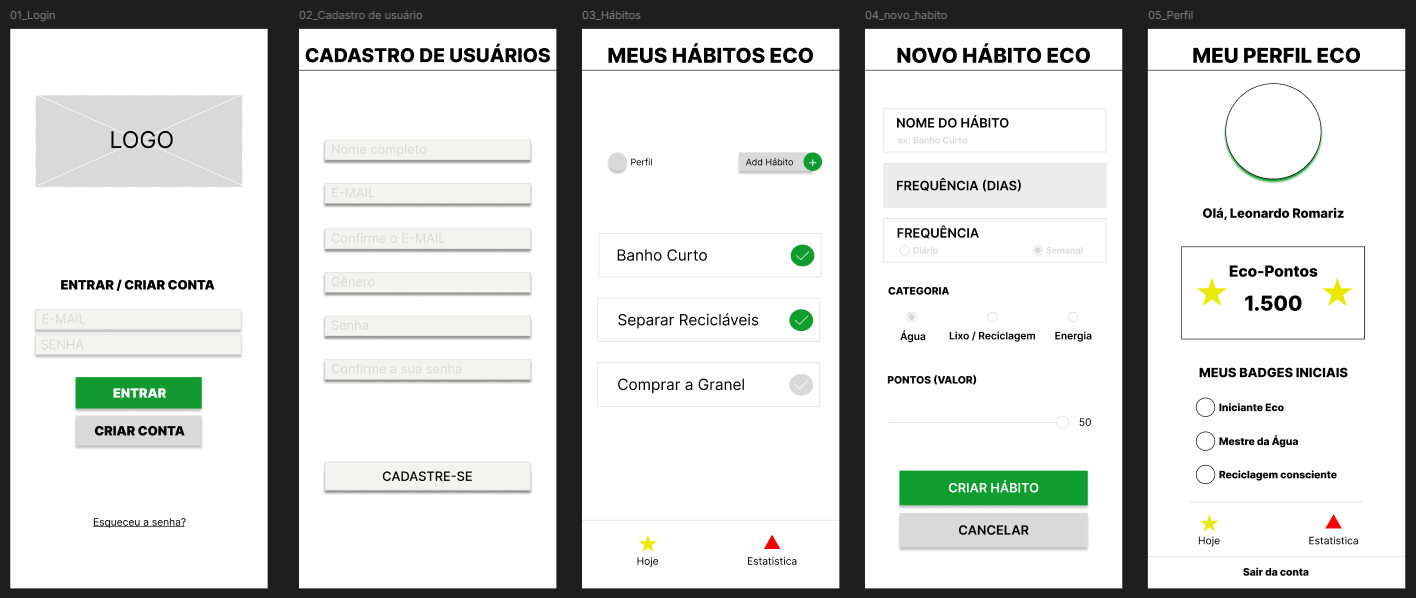 01_Login
LOGO
ENTRAR / CRIAR CONTA
E-MAIL
SENHA
ENTRAR
CRIAR CONTA
Esqueceu a senha?
02_Cadastro de usuário
CADASTRO DE USUÁRIOS
Nome completo
E-MAIL
Confirme o E-MAIL
Gênero
Senha
Confirme a sua senha
CADASTRE-SE
03_Hábitos
MEUS HÁBITOS ECO
Perfil
Add Hábito +
Banho Curto
Separar Recicláveis
Comprar a Granel
Hoje
Estatistica
04_novo_habito
NOVO HÁBITO ECO
NOME DO HÁBITO
ex: Banho Curto
FREQUÊNCIA (DIAS)
FREQUÊNCIA
Diário
Semanal
CATEGORIA
Água
Lixo / Reciclagem
Energia
PONTOS (VALOR)
50
CRIAR HÁBITO
CANCELAR
05_Perfil
MEU PERFIL ECO
Olá, Leonardo Romariz
Eco-Pontos
1.500
MEUS BADGES INICIAIS
Iniciante Eco
Mestre da Água
Reciclagem consciente
Hoje
Estatistica
Sair da conta